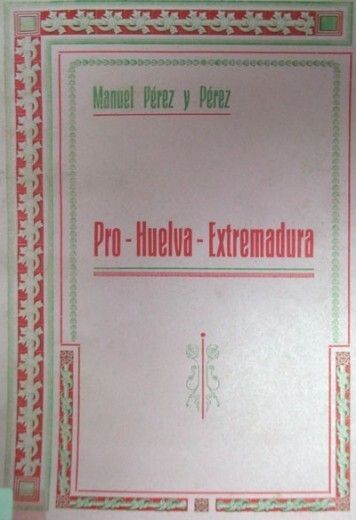 Manuel Pérez y Pérez
Pro - Huelva - Extremadura